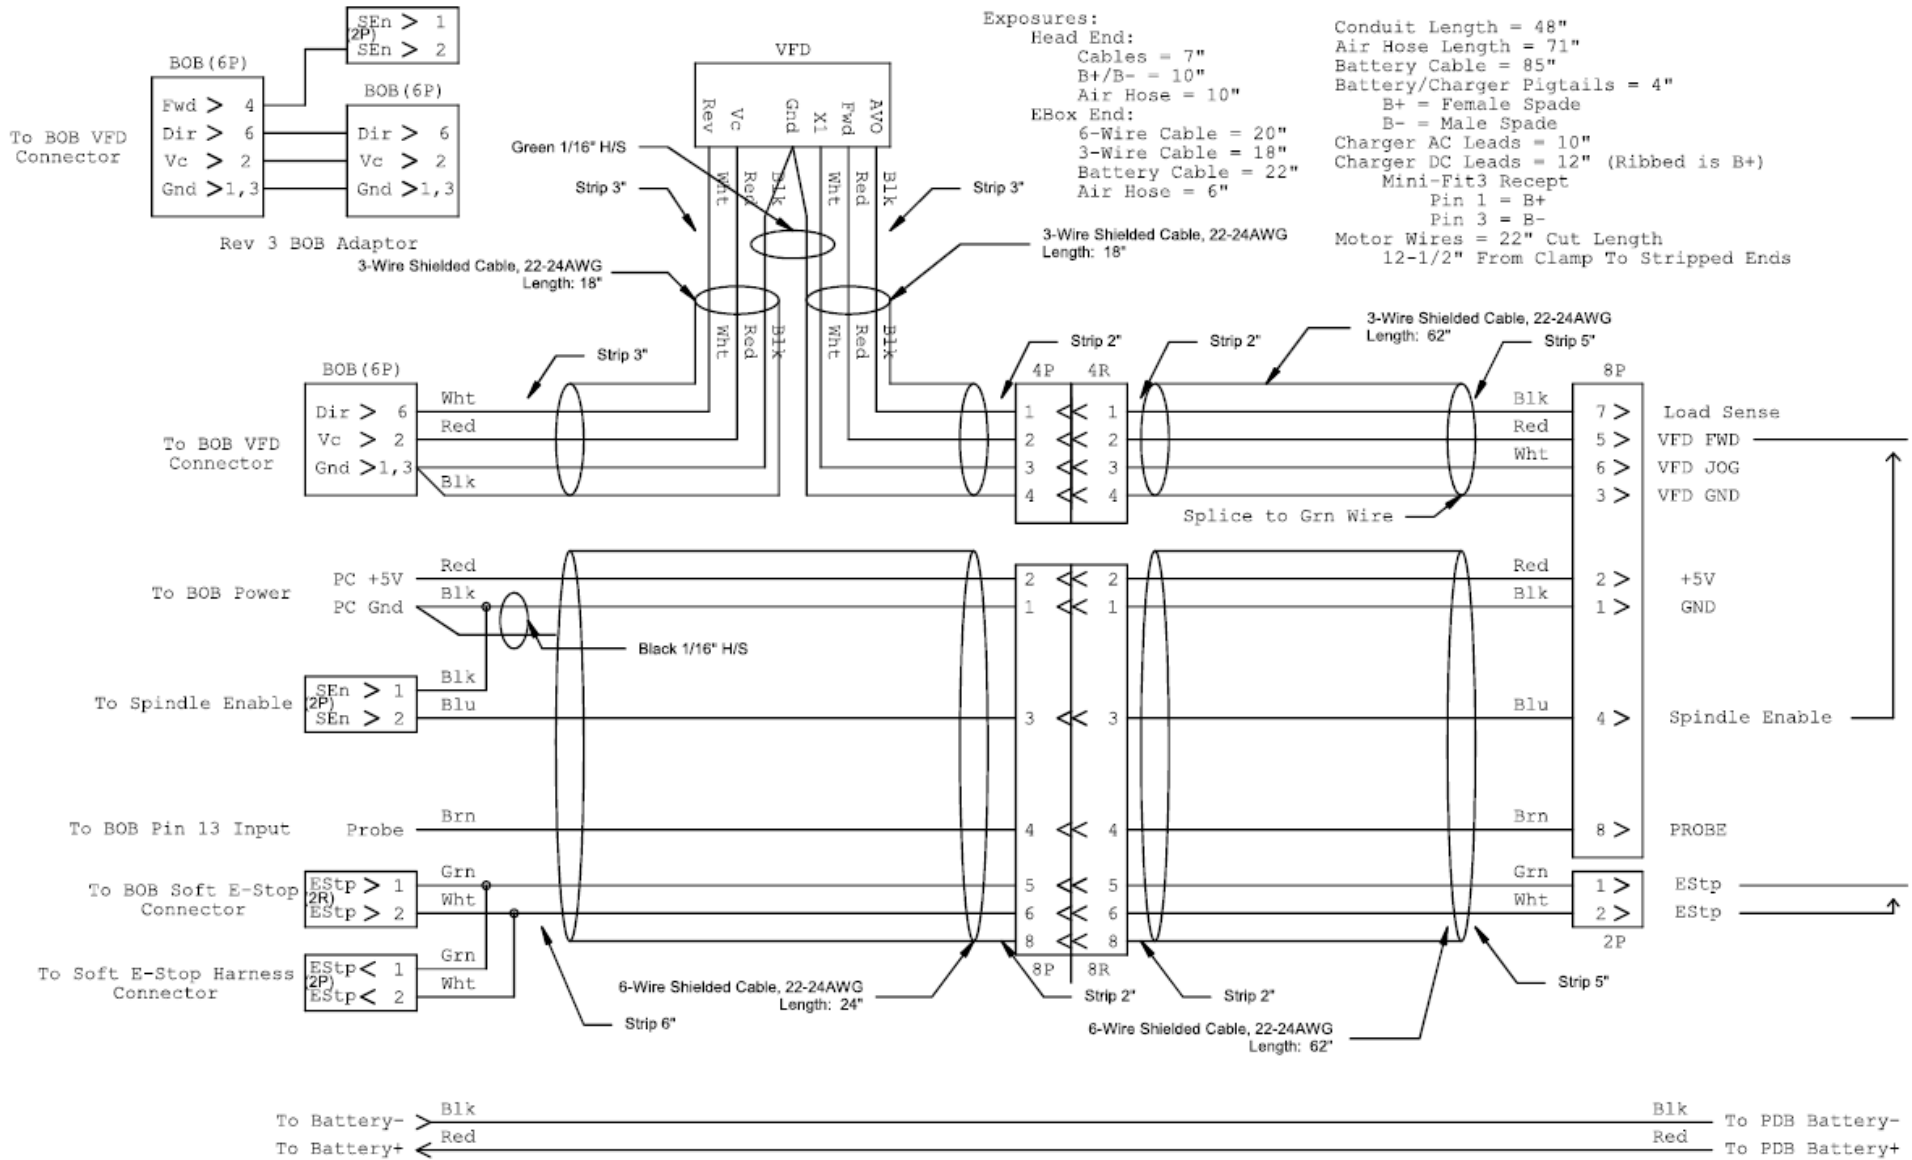 SEn > 1
(2P)
SEn > 2
BOB(6P)
Fwd > 4
Dir > 6
Vc > 2
Gnd >1,3
BOB(6P)
Dir > 6
Vc > 2
Gnd >1,3
To BOB VFD
Connector
Rev 3 BOB Adaptor
VFD
Rev
Vc
Gnd
X1
Fwd
AVO
Green 1/16" H/S
Strip 3"
Wht
Red
Blk
Wht
Red
Blk
Strip 3"
3-Wire Shielded Cable, 22-24AWG
Length: 18"
3-Wire Shielded Cable, 22-24AWG
Length: 18"
Wht
Red
Blk
Wht
Red
Blk
Exposures:
Head End:
Cables = 7"
B+/B- = 10"
Air Hose = 10"
EBox End:
6-Wire Cable = 20"
3-Wire Cable = 18"
Battery Cable = 22"
Air Hose = 6"
Conduit Length = 48"
Air Hose Length = 71"
Battery Cable = 85"
Battery/Charger Pigtails = 4"
B+ = Female Spade
B- = Male Spade
Charger AC Leads = 10"
Charger DC Leads = 12" (Ribbed is B+)
Mini-Fit3 Recept
Pin 1 = B+
Pin 3 = B-
Motor Wires = 22" Cut Length
12-1/2" From Clamp To Stripped Ends
Strip 3"
BOB(6P)
Dir > 6
Vc > 2
Gnd >1,3
To BOB VFD
Connector
Wht
Red
Blk
Strip 2"
4P
4R
1 << 1
2 << 2
3 << 3
4 << 4
Strip 2"
3-Wire Shielded Cable, 22-24AWG
Length: 62"
Strip 5"
Splice to Grn Wire
Blk
Red
Wht
8P
7 > Load Sense
5 > VFD FWD
6 > VFD JOG
3 > VFD GND
To BOB Power
PC +5V
PC Gnd
Red
Blk
Black 1/16" H/S
2 << 2
1 << 1
Red
Blk
2 > +5V
1 > GND
To Spindle Enable
SEn > 1
(2P)
SEn > 2
Blk
Blu
3 << 3
Blu
4 > Spindle Enable
To BOB Pin 13 Input
Probe
Brn
4 << 4
Brn
8 > PROBE
To BOB Soft E-Stop
Connector
EStp > 1
(2R)
EStp > 2
Grn
Wht
5 << 5
6 << 6
8 << 8
8P
8R
Grn
Wht
1 > EStp
2 > EStp
2P
To Soft E-Stop Harness
Connector
EStp< 1
(2P)
EStp< 2
Grn
Wht
Strip 6"
6-Wire Shielded Cable, 22-24AWG
Length: 24"
Strip 2"
Strip 2"
6-Wire Shielded Cable, 22-24AWG
Length: 62"
Strip 5"
To Battery-
Blk
Blk
To PDB Battery-
To Battery+
Red
Red
To PDB Battery+